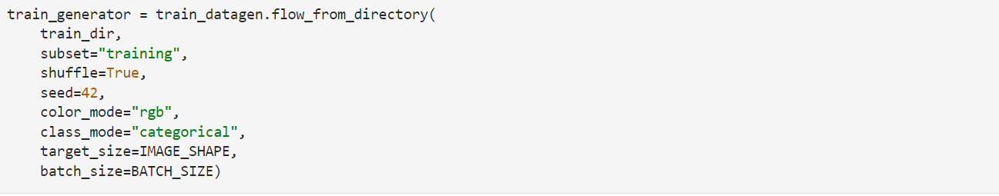 train_generator = train_datagen.flow_from_directory(
    train_dir,
    subset="training",
    shuffle=True,
    seed=42,
    color_mode="rgb",
    class_mode="categorical",
    target_size=IMAGE_SHAPE,
    batch_size=BATCH_SIZE)